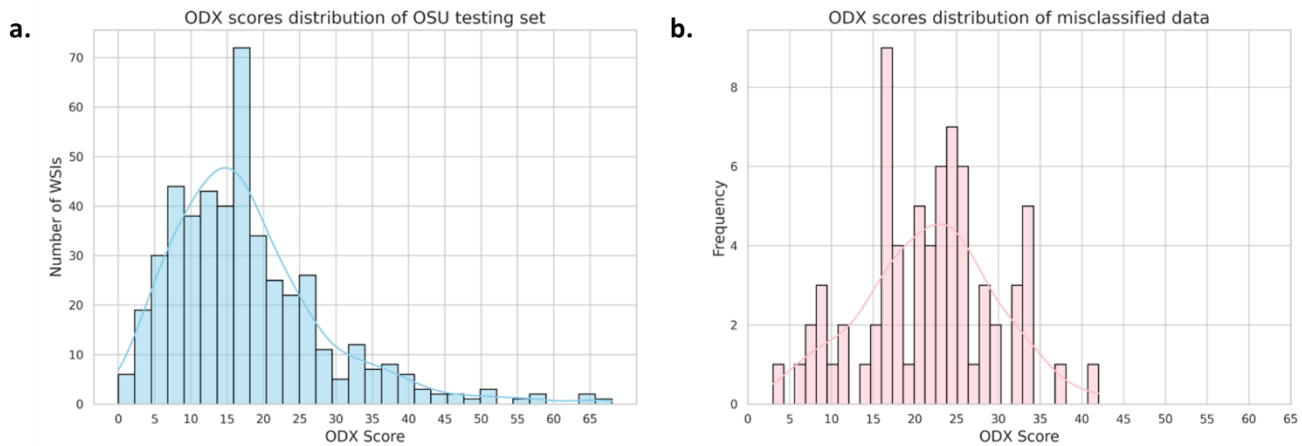 a.
ODX scores distribution of OSU testing set
Number of WSIs
70
60
50
40
30
20
10
0
0 5 10 15 20 25 30 35 40 45 50 55 60 65
ODX Score
b.
ODX scores distribution of misclassified data
Frequency
8
6
4
2
0
0 5 10 15 20 25 30 35 40 45 50 55 60 65
ODX Score